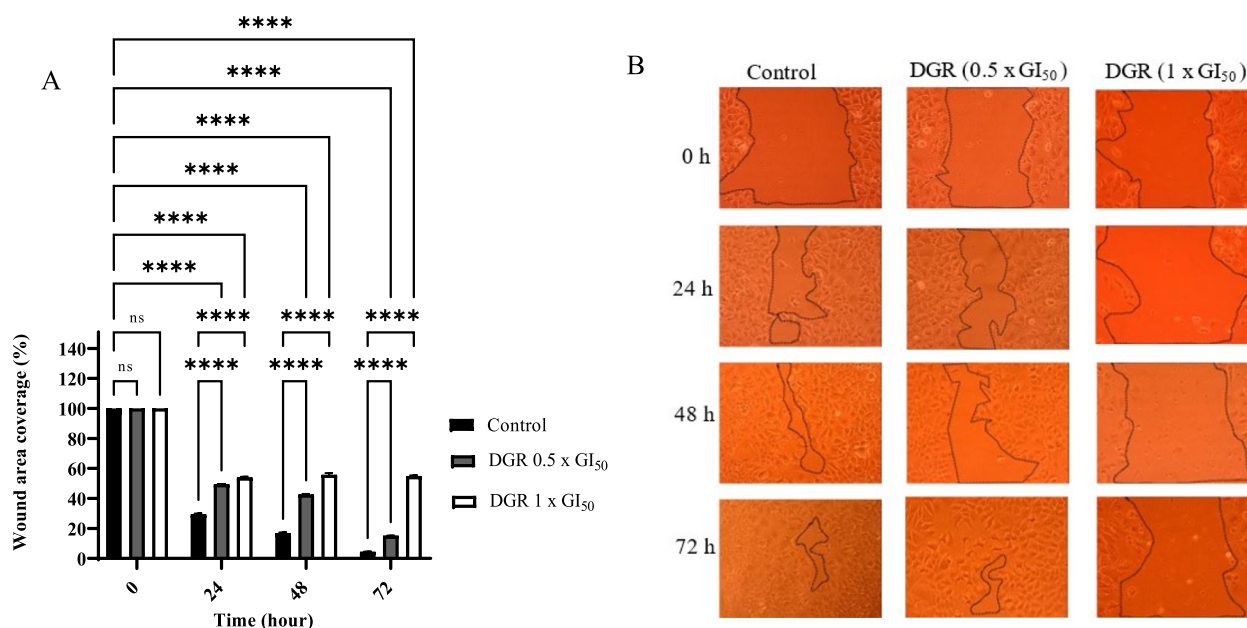 A
****
****
****
****
****
****
ns
ns
****
****
****
****
****
****
Wound area coverage (%)
140
120
100
80
60
40
20
0
0
24
48
72
Time (hour)
Control
DGR 0.5 x GI₅₀
DGR 1 x GI₅₀
B
Control
DGR (0.5 x GI₅₀)
DGR (1 x GI₅₀)
0 h
24 h
48 h
72 h